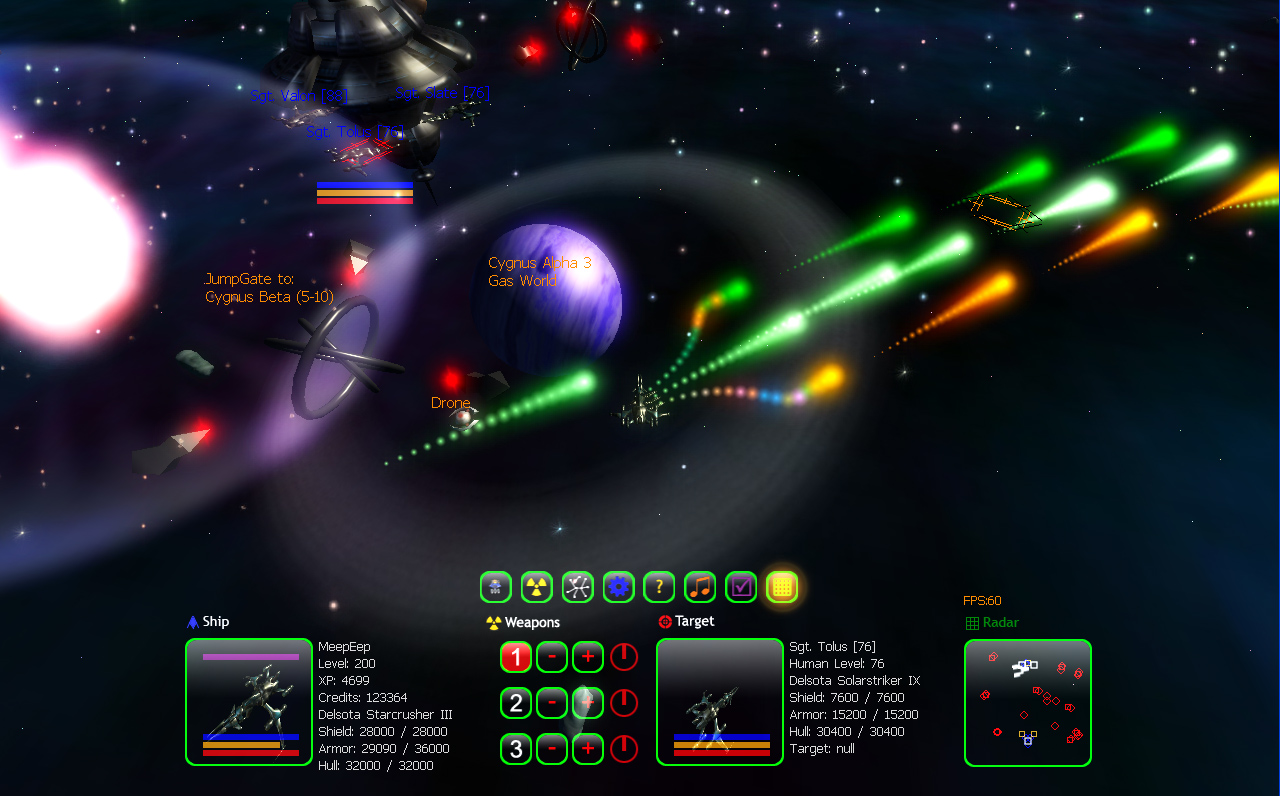 Sgt. Valun [86]
Sgt. [76]
Sgt. Tolus [76]
JumpGate to:
Cygnus Beta (5-10)
Cygnus Alpha 3
Gas World
Drone
?
FPS:60
Ship
MeepEep
Level: 200
XP: 4699
Credits: 123364
Delsota Starcrusher III
Shield: 28000 / 28000
Armor: 29090 / 36000
Hull: 32000 / 32000
Weapons
1 - +
2 - +
3 - +
Target
Sgt. Tolus [76]
Human Level: 76
Delsota Solarstriker IX
Shield: 7600 / 7600
Armor: 15200 / 15200
Hull: 30400 / 30400
Target: null
Radar